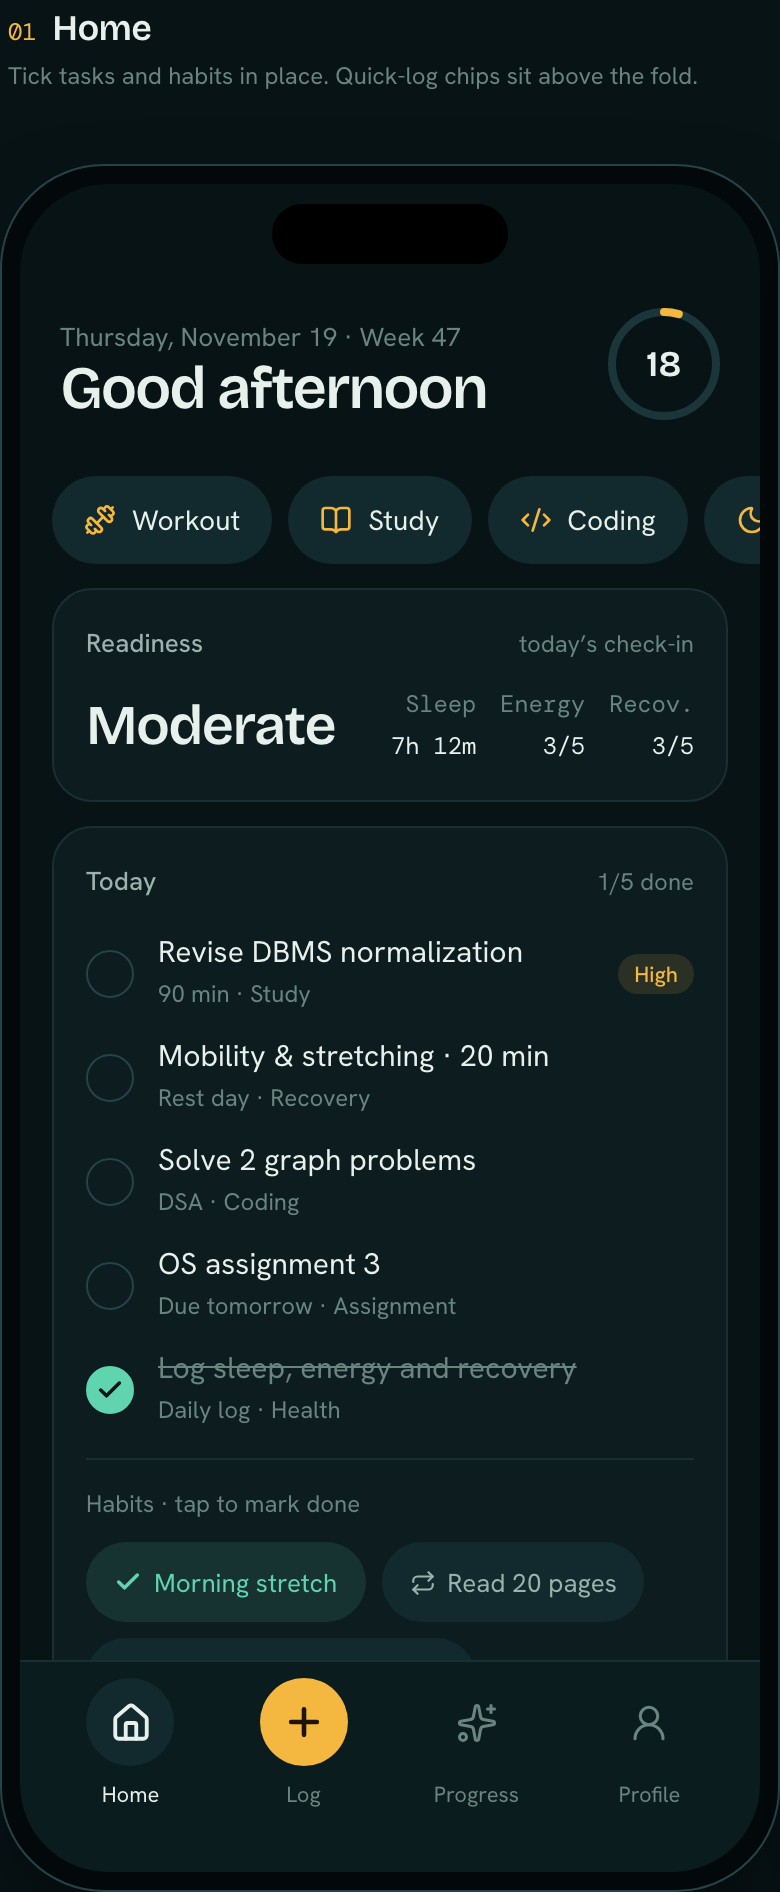 01 Home
Tick tasks and habits in place. Quick-log chips sit above the fold.
Thursday, November 19 · Week 47
Good afternoon
18
Workout
Study
Coding
Readiness
today’s check-in
Moderate
Sleep Energy Recov.
7h 12m 3/5 3/5
Today
1/5 done
Revise DBMS normalization
90 min · Study
High
Mobility & stretching · 20 min
Rest day · Recovery
Solve 2 graph problems
DSA · Coding
OS assignment 3
Due tomorrow · Assignment
Log sleep, energy and recovery
Daily log · Health
Habits · tap to mark done
Morning stretch
Read 20 pages
Home
Log
Progress
Profile